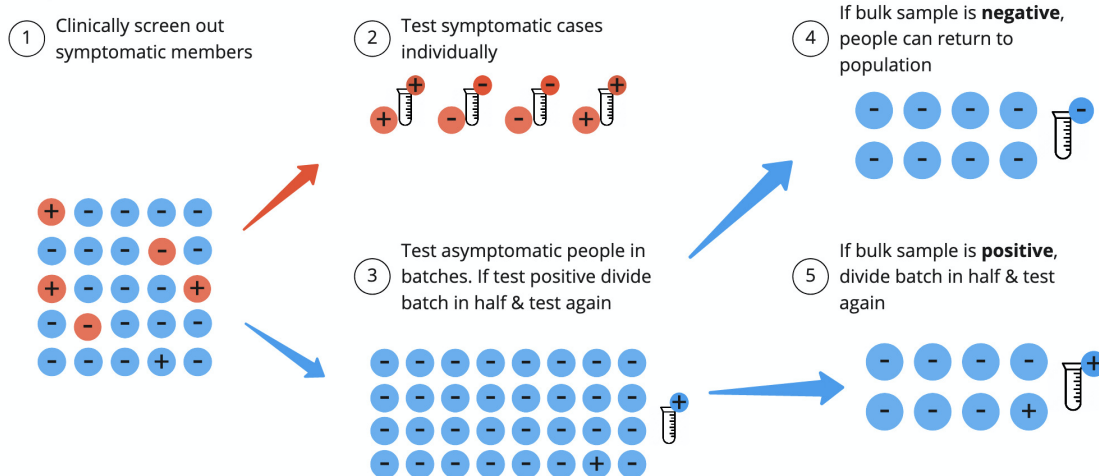 1
Clinically screen out
symptomatic members
2
Test symptomatic cases
individually
+ - - +
+ - - +
4
If bulk sample is negative,
people can return to
population
- - - - -
- - - -
+ - - - -
- - - - -
+ - - - +
- - - - -
- - - + -
3
Test asymptomatic people in
batches. If test positive divide
batch in half & test again
- - - - - - - -
- - - - - - - -
+
- - - - - - - -
- - - - - - + -
5
If bulk sample is positive,
divide batch in half & test
again
- - - - +
- - - +